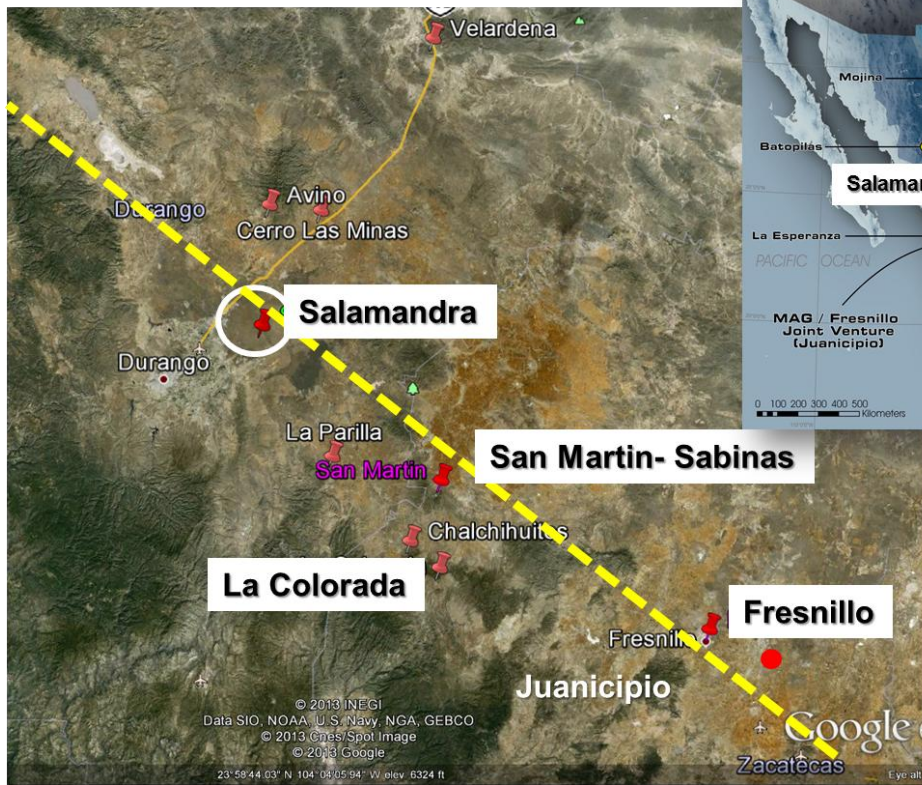 Velardena
Avino
Durango
Cerro Las Minas
Salamandra
Durango
La Parilla
San Martin
San Martin- Sabinas
Chalchihuites
La Colorada
Fresnillo
Fresnillo
Juanicipio
© 2013 INEGI
Data SIO, NOAA, U.S. Navy, NGA, GEBCO
© 2013 Cnes/Spot Image
© 2013 Google
Google
Zacatecas
23°58'44.03" N 104°04'05.94" W elev 6324 ft
Eye alt
Mojina
Batopilas
Salaman
La Esperanza
PACIFIC OCEAN
MAG / Fresnillo
Joint Venture
(Juanicipio)
0 100 200 300 400 500
Kilometers